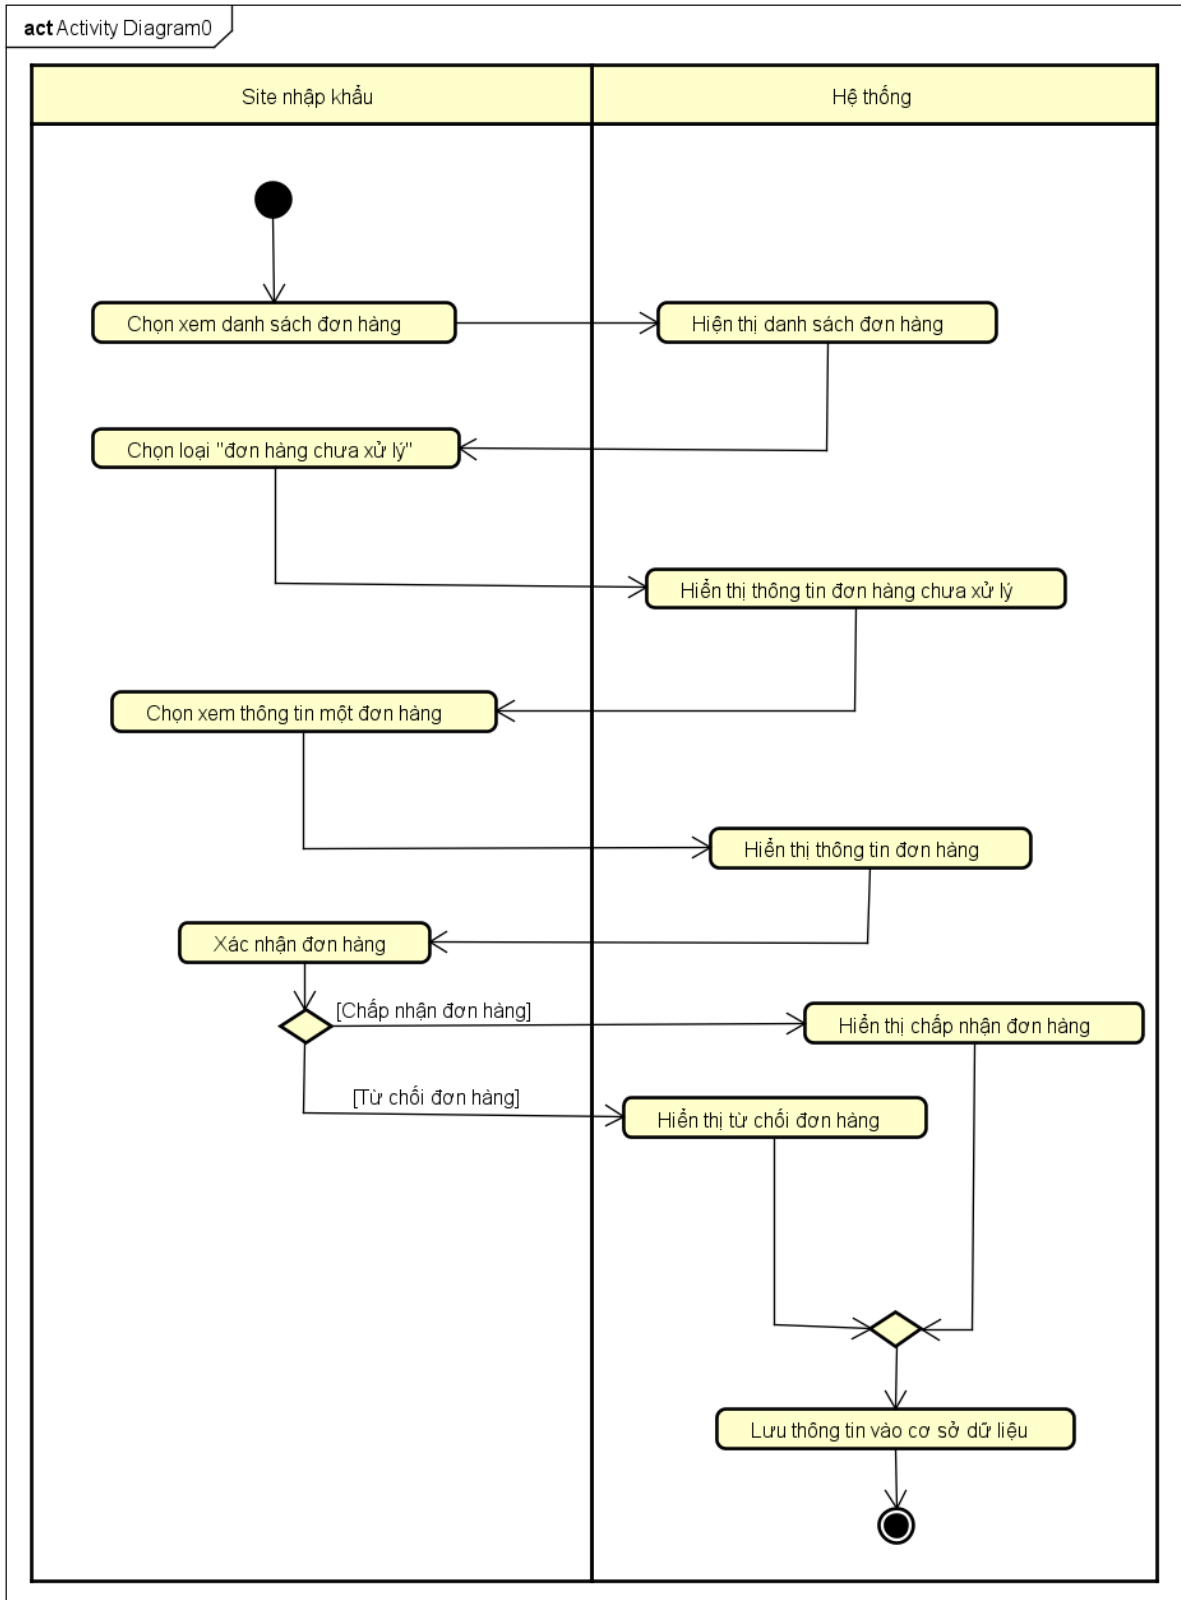 act Activity Diagram0
Site nhập khẩu
Hệ thống
Chọn xem danh sách đơn hàng
Hiện thị danh sách đơn hàng
Chọn loại "đơn hàng chưa xử lý"
Hiển thị thông tin đơn hàng chưa xử lý
Chọn xem thông tin một đơn hàng
Hiển thị thông tin đơn hàng
Xác nhận đơn hàng
[Chấp nhận đơn hàng]
Hiển thị chấp nhận đơn hàng
[Từ chối đơn hàng]
Hiển thị từ chối đơn hàng
Lưu thông tin vào cơ sở dữ liệu